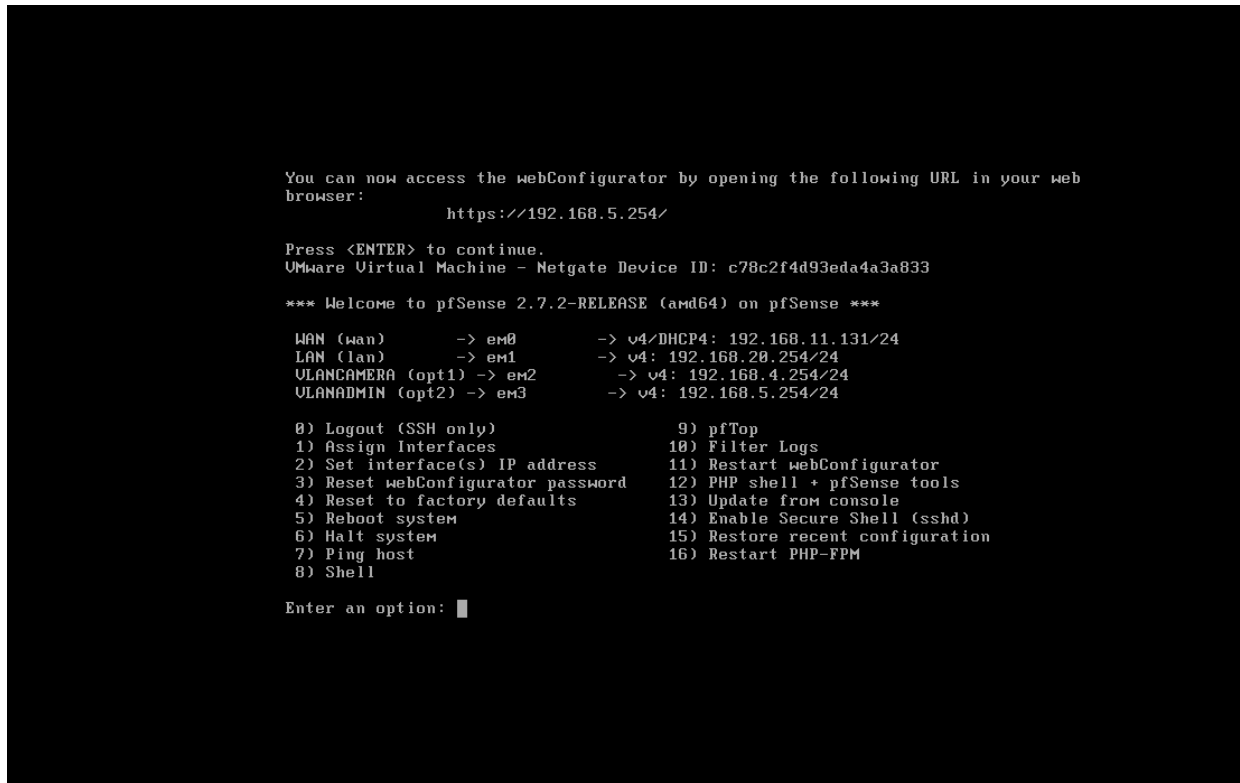 You can now access the webConfigurator by opening the following URL in your web
browser:
https://192.168.5.254/
Press <ENTER> to continue.
VMware Virtual Machine - Netgate Device ID: c78c2f4d93eda4a3a833
*** Welcome to pfSense 2.7.2-RELEASE (amd64) on pfSense ***
WAN (wan) -> em0 -> v4/DHCP4: 192.168.11.131/24
LAN (lan) -> em1 -> v4: 192.168.20.254/24
VLANCAMERA (opt1) -> em2 -> v4: 192.168.4.254/24
VLANADMIN (opt2) -> em3 -> v4: 192.168.5.254/24
0) Logout (SSH only) 9) pfTop
1) Assign Interfaces 10) Filter Logs
2) Set interface(s) IP address 11) Restart webConfigurator
3) Reset webConfigurator password 12) PHP shell + pfSense tools
4) Reset to factory defaults 13) Update from console
5) Reboot system 14) Enable Secure Shell (sshd)
6) Halt system 15) Restore recent configuration
7) Ping host 16) Restart PHP-FPM
8) Shell
Enter an option: